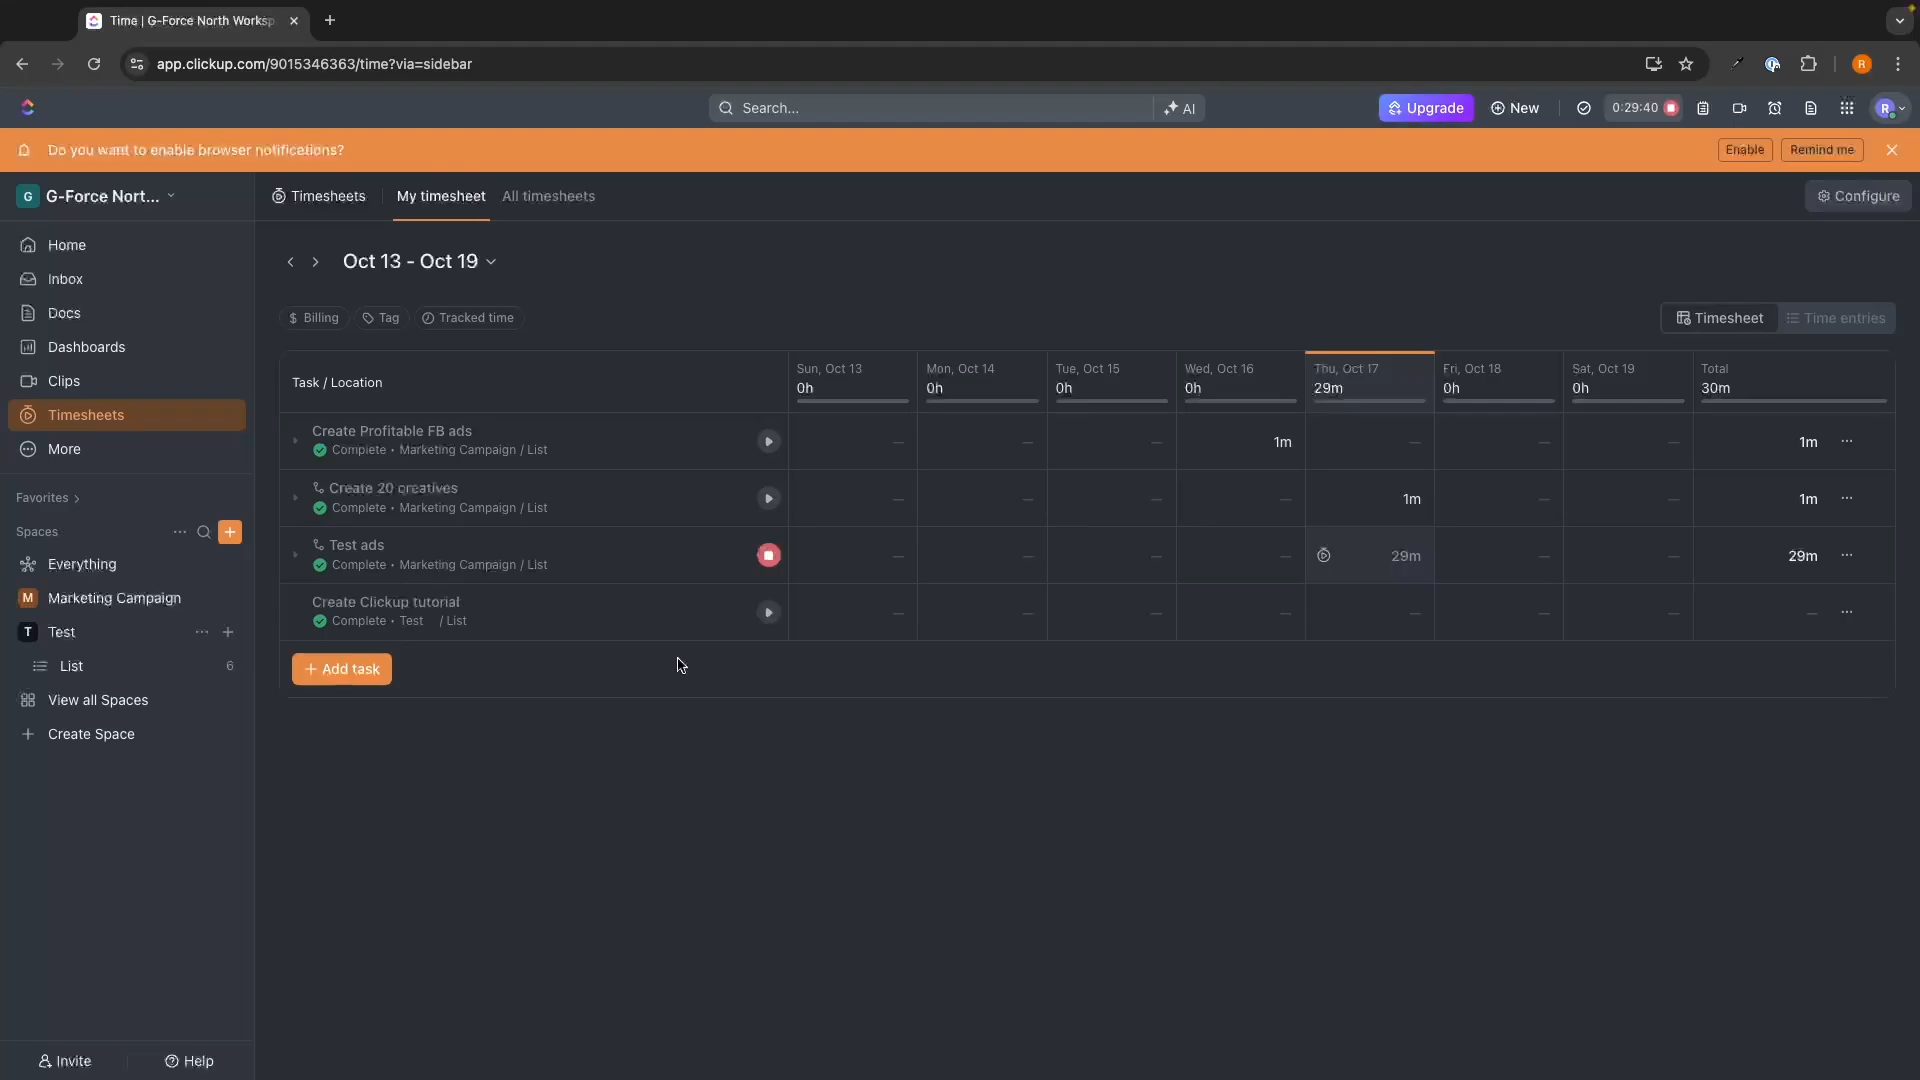 Time | G-Force North Worksp
app.clickup.com/9015346363/time?via=sidebar
R
Search...
AI
Upgrade
New
0:29:40
R
Do you want to enable browser notifications?
Enable
Remind me
G
G-Force Nort...
Timesheets
My timesheet
All timesheets
Configure
Home
Inbox
Docs
Dashboards
Clips
Timesheets
More
Favorites
Spaces
Everything
M
Marketing Campaign
T
Test
List
6
View all Spaces
Create Space
Invite
Help
Oct 13 - Oct 19
$ Billing
Tag
Tracked time
Timesheet
Time entries
Task / Location
Sun, Oct 13
0h
Mon, Oct 14
0h
Tue, Oct 15
0h
Wed, Oct 16
0h
Thu, Oct 17
29m
Fri, Oct 18
0h
Sat, Oct 19
0h
Total
30m
Create Profitable FB ads
Complete • Marketing Campaign / List
— — — 1m — — — 1m
Create 20 creatives
Complete • Marketing Campaign / List
— — — — 1m — — 1m
Test ads
Complete • Marketing Campaign / List
— — — — 29m — — 29m
Create Clickup tutorial
Complete • Test / List
— — — — — — — —
+ Add task